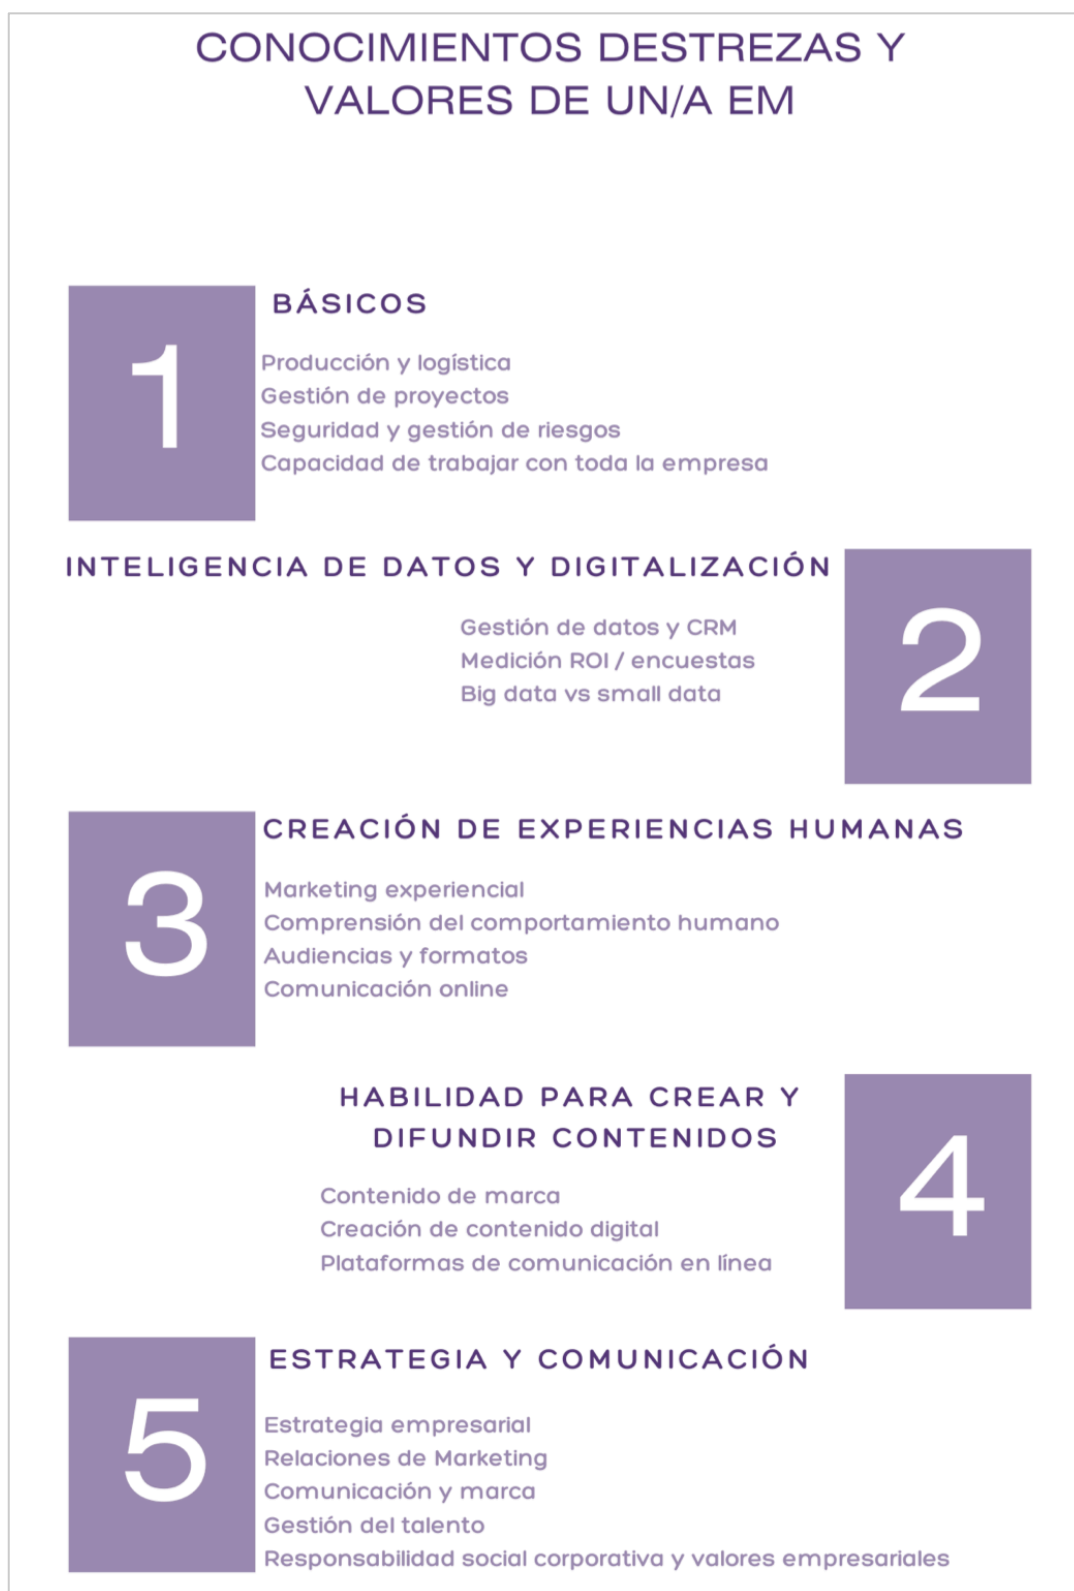 CONOCIMIENTOS DESTREZAS Y
VALORES DE UN/A EM
1
BÁSICOS
Producción y logística
Gestión de proyectos
Seguridad y gestión de riesgos
Capacidad de trabajar con toda la empresa
INTELIGENCIA DE DATOS Y DIGITALIZACIÓN
2
Gestión de datos y CRM
Medición ROI / encuestas
Big data vs small data
3
CREACIÓN DE EXPERIENCIAS HUMANAS
Marketing experiencial
Comprensión del comportamiento humano
Audiencias y formatos
Comunicación online
HABILIDAD PARA CREAR Y
DIFUNDIR CONTENIDOS
4
Contenido de marca
Creación de contenido digital
Plataformas de comunicación en línea
5
ESTRATEGIA Y COMUNICACIÓN
Estrategia empresarial
Relaciones de Marketing
Comunicación y marca
Gestión del talento
Responsabilidad social corporativa y valores empresariales